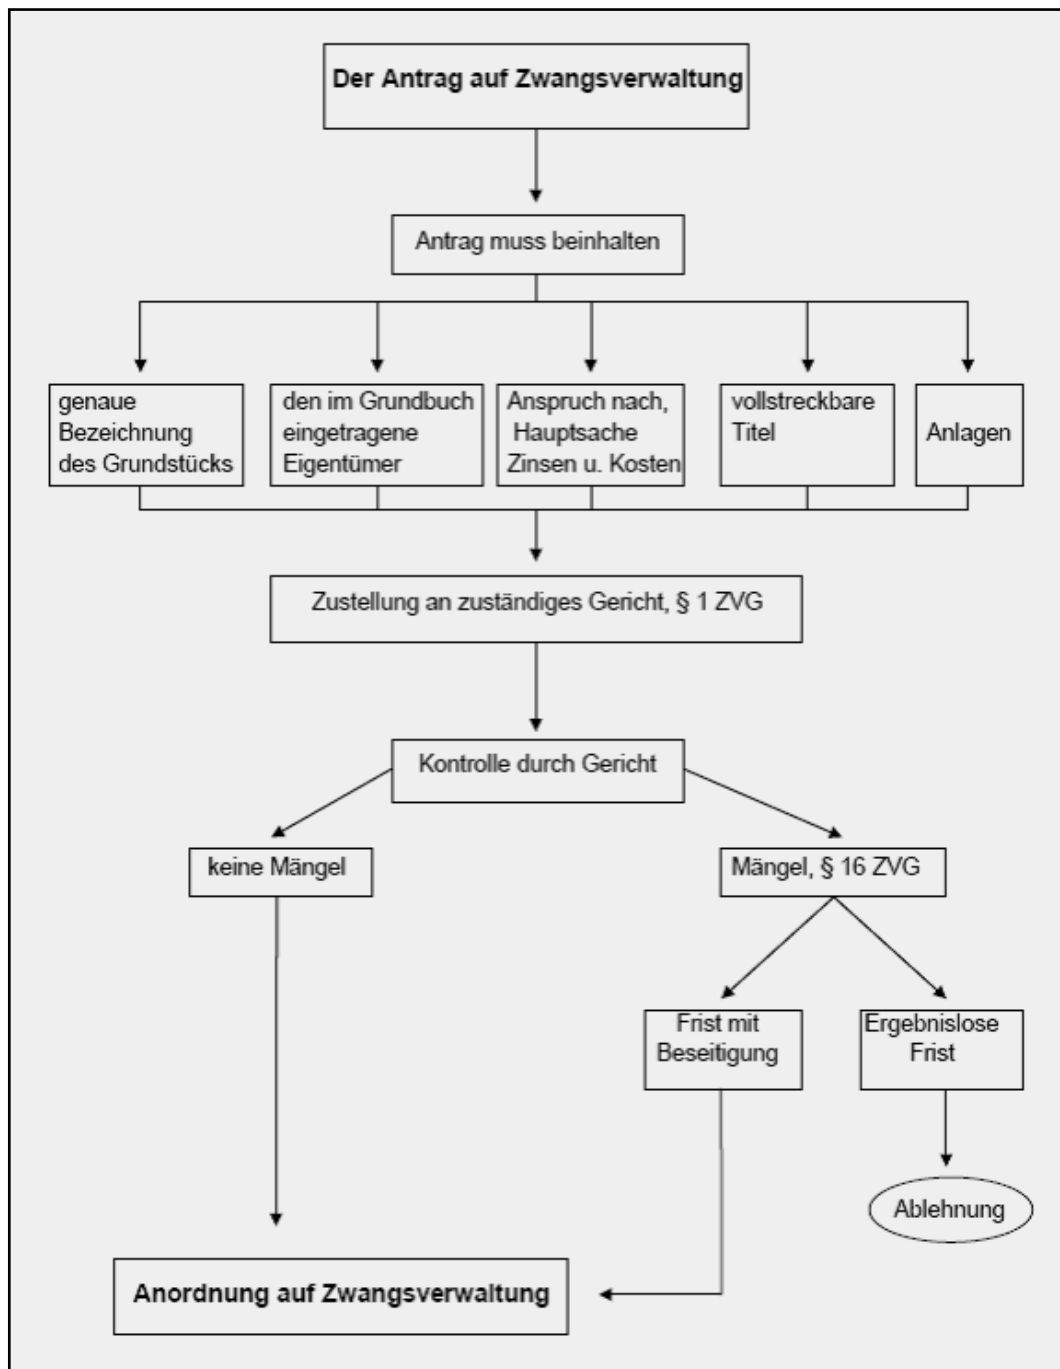 Der Antrag auf Zwangsverwaltung
Antrag muss beinhalten
genaue
Bezeichnung
des Grundstücks
den im Grundbuch
eingetragene
Eigentümer
Anspruch nach,
Hauptsache
Zinsen u. Kosten
vollstreckbare
Titel
Anlagen
Zustellung an zuständiges Gericht, § 1 ZVG
Kontrolle durch Gericht
keine Mängel
Mängel, § 16 ZVG
Frist mit
Beseitigung
Ergebnislose
Frist
Ablehnung
Anordnung auf Zwangsverwaltung